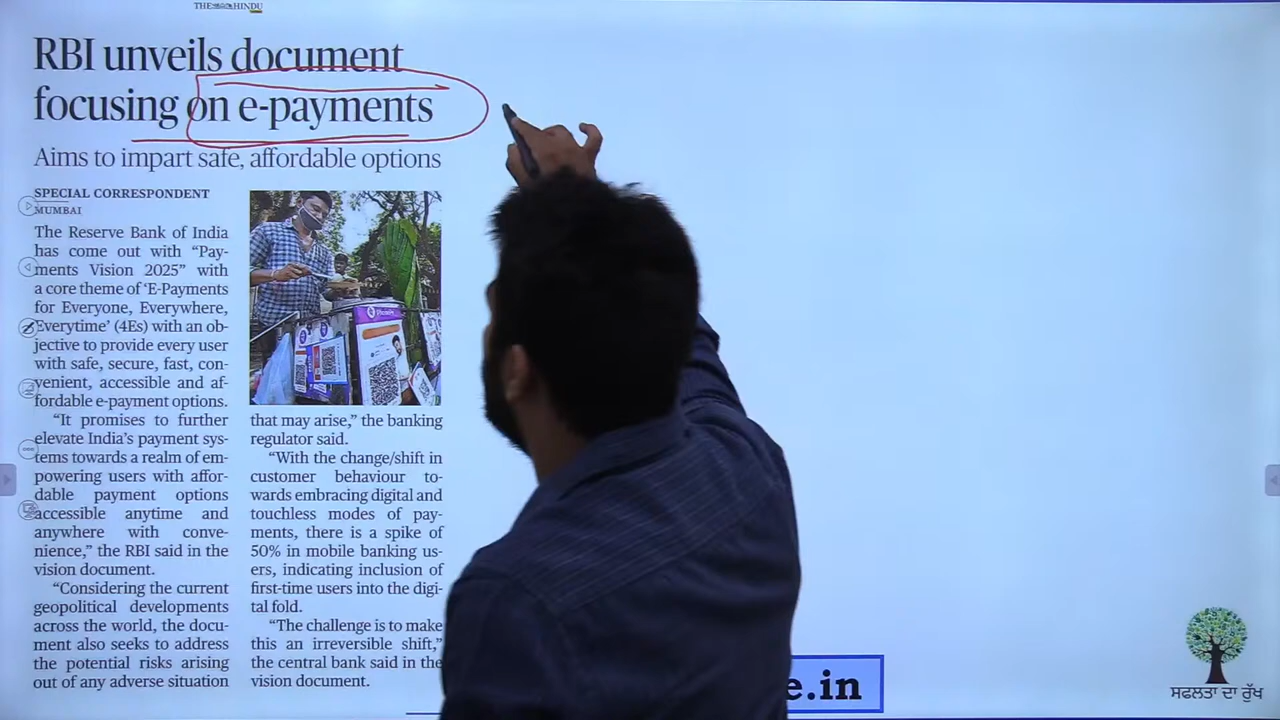 THE HINDU
RBI unveils document
focusing on e-payments
Aims to impart safe, affordable options
SPECIAL CORRESPONDENT
MUMBAI
The Reserve Bank of India
has come out with “Pay-
ments Vision 2025” with
a core theme of ‘E-Payments
for Everyone, Everywhere,
Everytime’ (4Es) with an ob-
jective to provide every user
with safe, secure, fast, con-
venient, accessible and af-
fordable e-payment options.
“It promises to further
elevate India’s payment sys-
tems towards a realm of em-
powering users with affor-
dable payment options
accessible anytime and
anywhere with conve-
nience,” the RBI said in the
vision document.
“Considering the current
geopolitical developments
across the world, the docu-
ment also seeks to address
the potential risks arising
out of any adverse situation
that may arise,” the banking
regulator said.
“With the change/shift in
customer behaviour to-
wards embracing digital and
touchless modes of pay-
ments, there is a spike of
50% in mobile banking us-
ers, indicating inclusion of
first-time users into the digi-
tal fold.
“The challenge is to make
this an irreversible shift,”
the central bank said in the
vision document.
e.in
ਸਫਲਤਾ ਦਾ ਰੁੱਖ